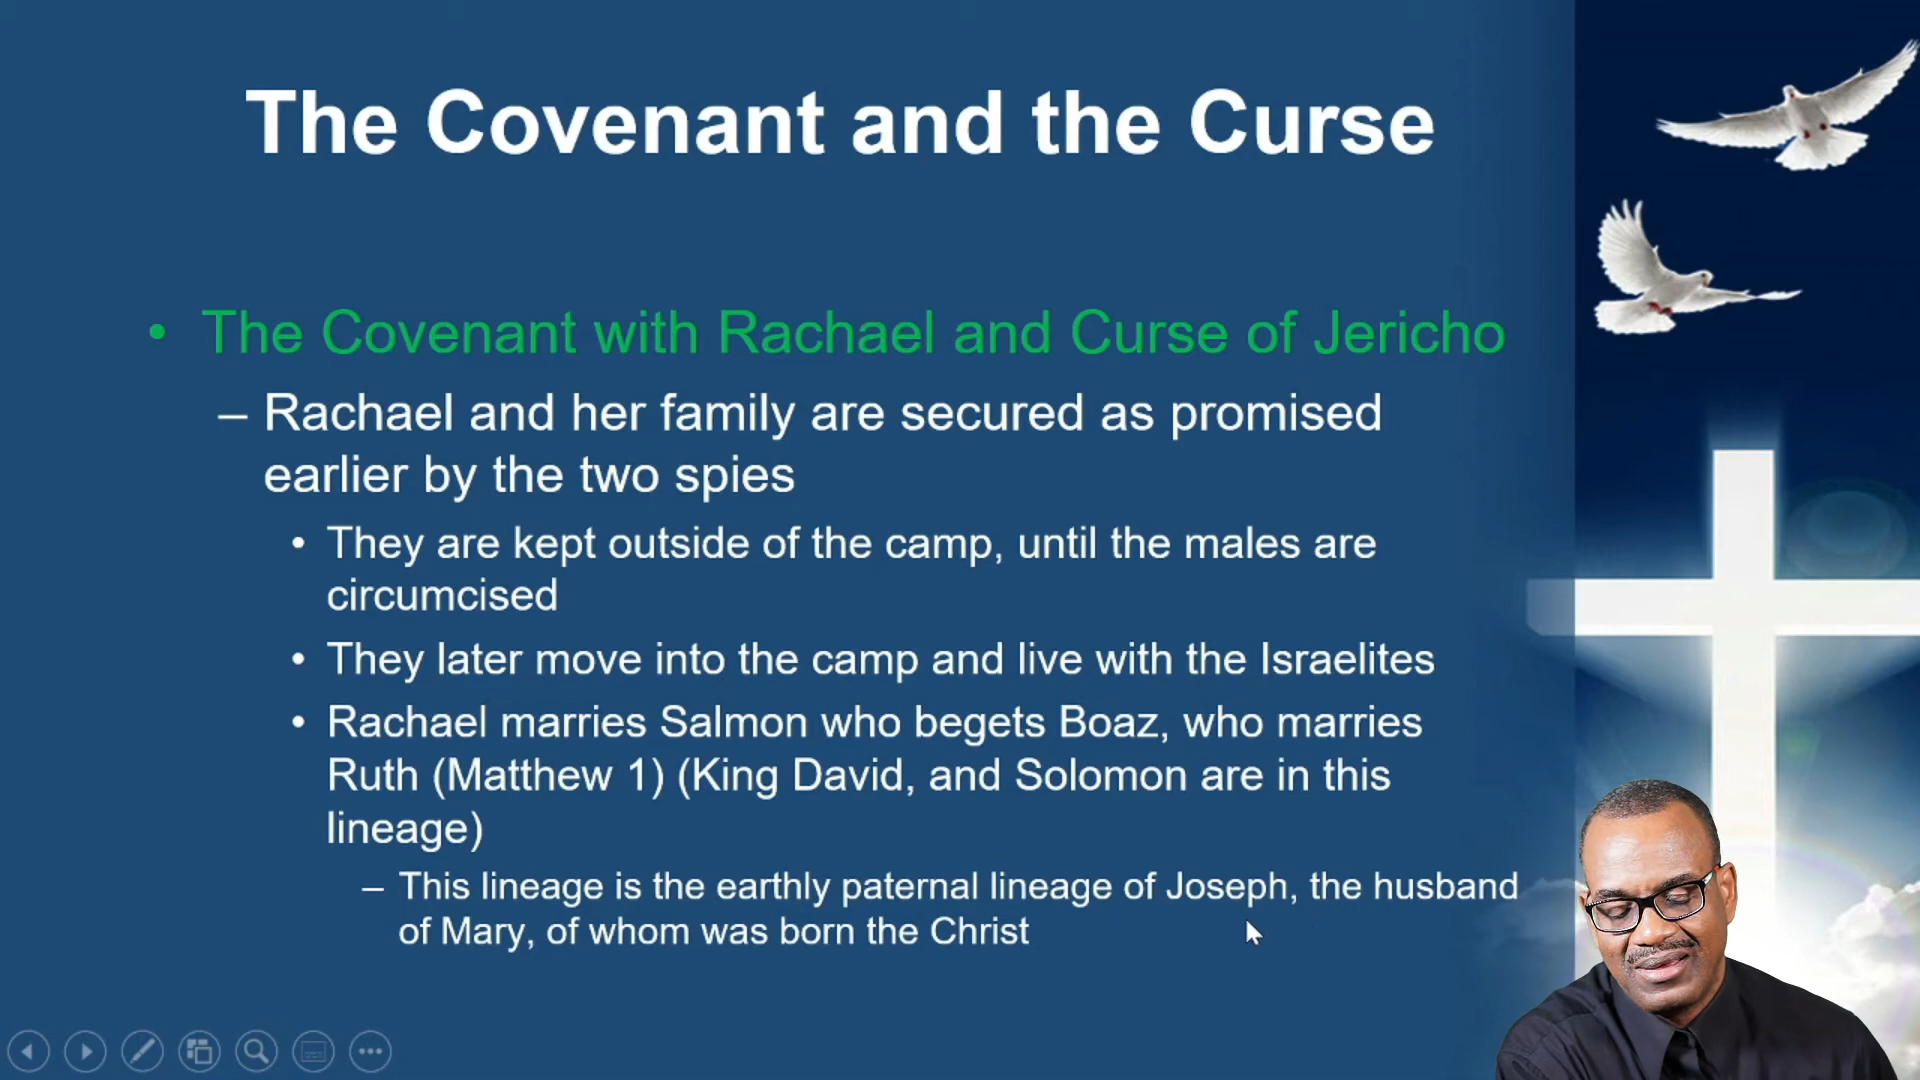 The Covenant and the Curse
• The Covenant with Rachael and Curse of Jericho
– Rachael and her family are secured as promised
earlier by the two spies
• They are kept outside of the camp, until the males are
circumcised
• They later move into the camp and live with the Israelites
• Rachael marries Salmon who begets Boaz, who marries
Ruth (Matthew 1) (King David, and Solomon are in this
lineage)
– This lineage is the earthly paternal lineage of Joseph, the husband
of Mary, of whom was born the Christ